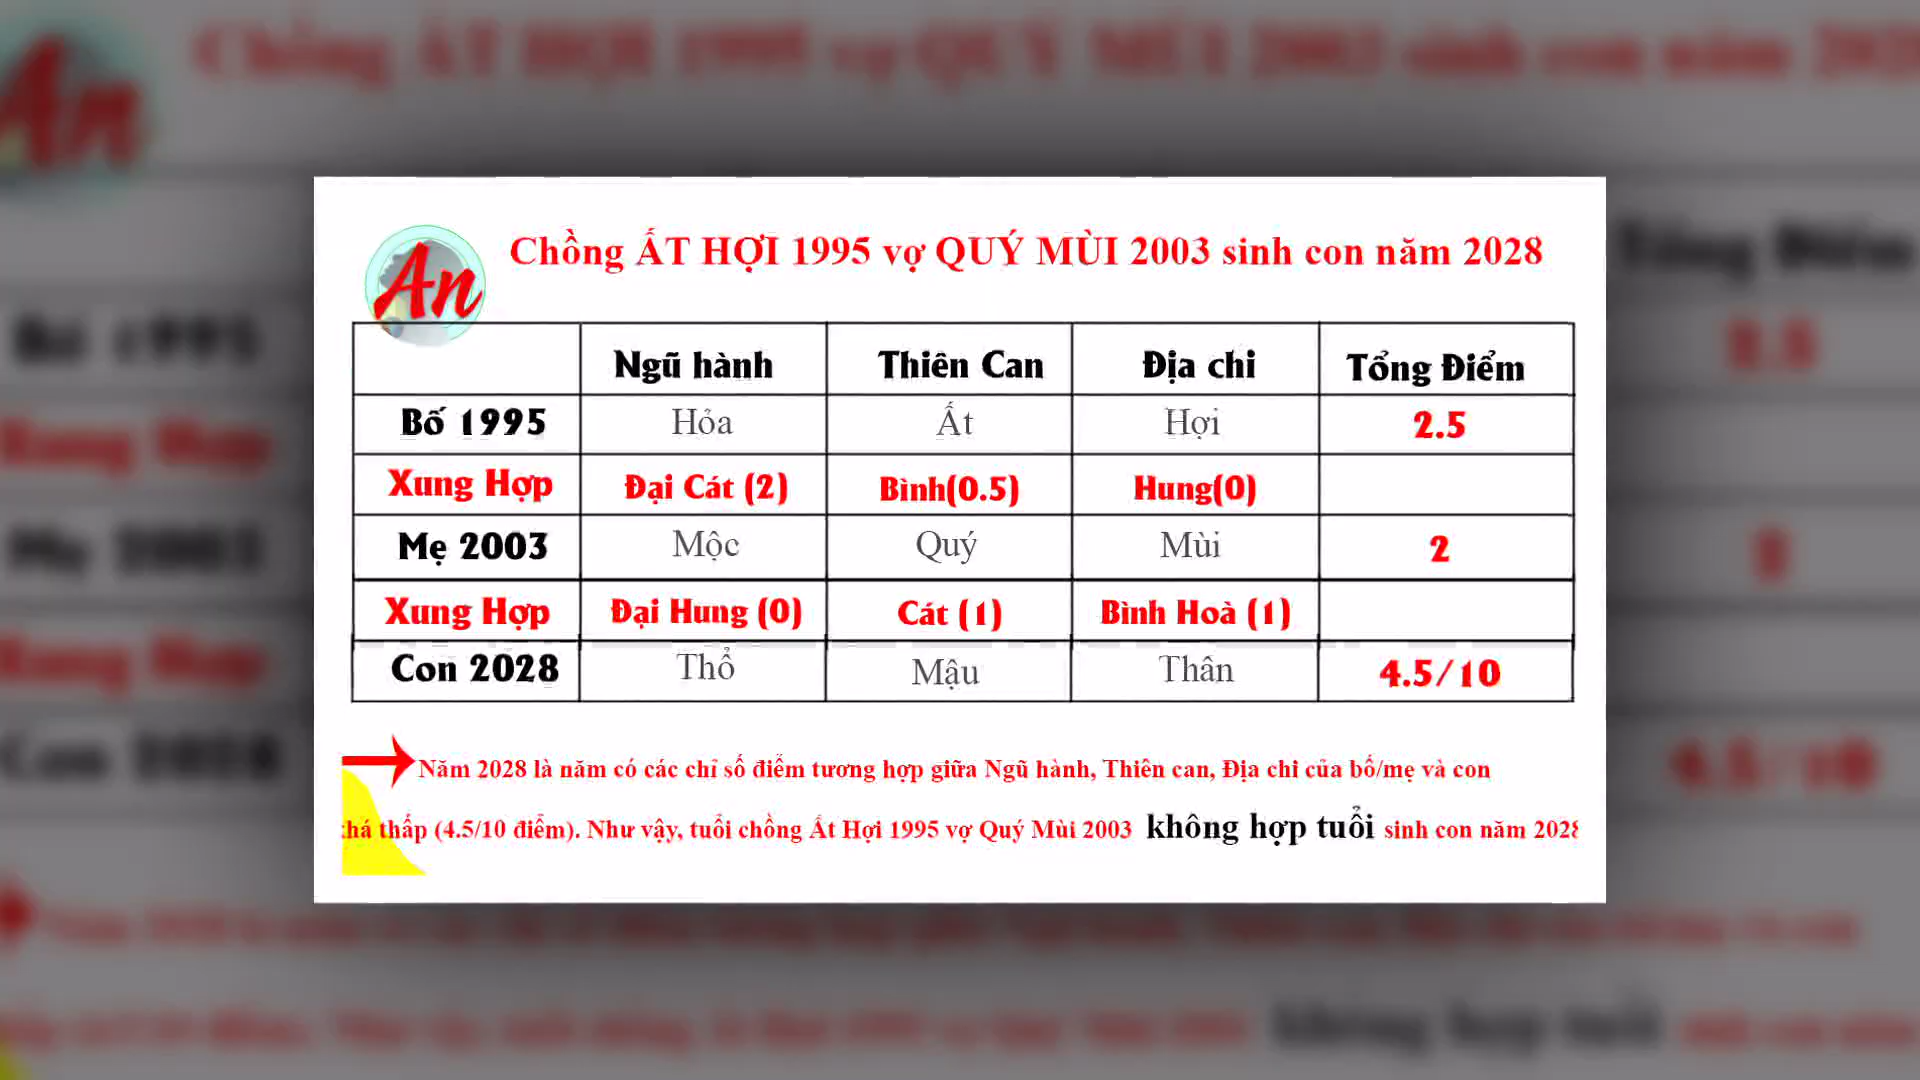 An
Chồng ẤT HỢI 1995 vợ QUÝ MÙI 2003 sinh con năm 2028
Ngũ hành Thiên Can Địa chi Tổng Điểm
Bố 1995 Hỏa Ất Hợi 2.5
Xung Hợp Đại Cát (2) Bình(0.5) Hung(0)
Mẹ 2003 Mộc Quý Mùi 2
Xung Hợp Đại Hung (0) Cát (1) Bình Hoà (1)
Con 2028 Thổ Mậu Thân 4.5/10
Năm 2028 là năm có các chỉ số điểm tương hợp giữa Ngũ hành, Thiên can, Địa chi của bố/mẹ và con
khá thấp (4.5/10 điểm). Như vậy, tuổi chồng Ất Hợi 1995 vợ Quý Mùi 2003 không hợp tuổi sinh con năm 2028